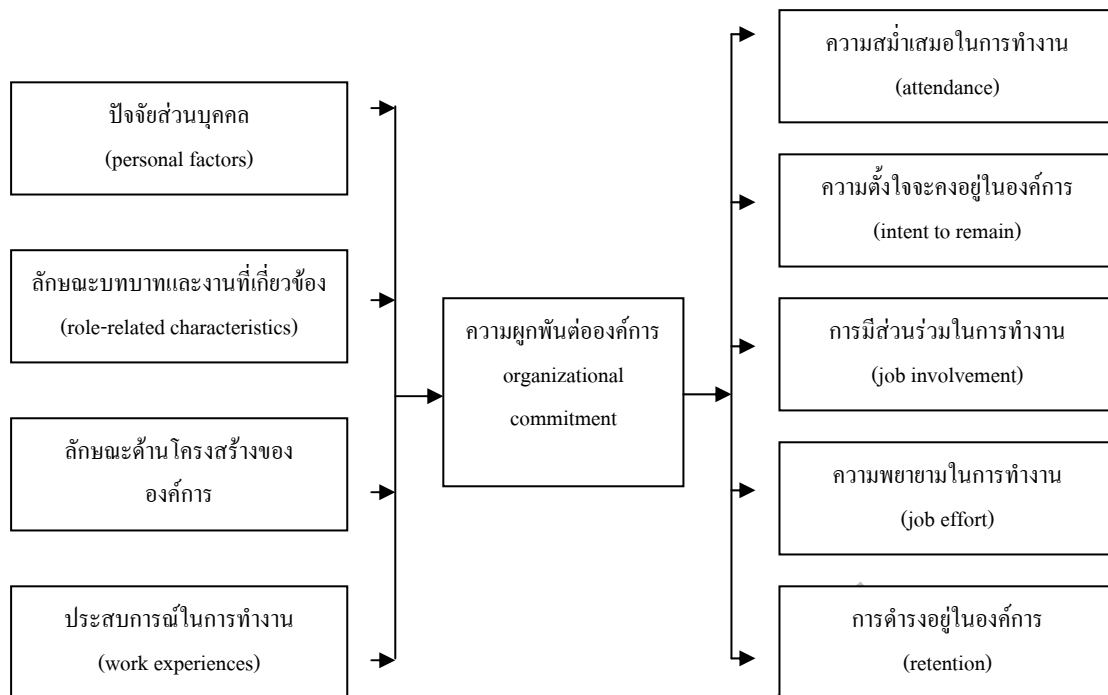 ปัจจัยส่วนบุคคล
(personal factors)
ลักษณะบทบาทและงานที่เกี่ยวข้อง
(role-related characteristics)
ลักษณะด้านโครงสร้างของ
องค์การ
ประสบการณ์ในการทำงาน
(work experiences)
ความผูกพันต่อองค์การ
organizational
commitment
ความสม่ำเสมอในการทำงาน
(attendance)
ความตั้งใจจะคงอยู่ในองค์การ
(intent to remain)
การมีส่วนร่วมในการทำงาน
(job involvement)
ความพยายามในการทำงาน
(job effort)
การดำรงอยู่ในองค์การ
(retention)